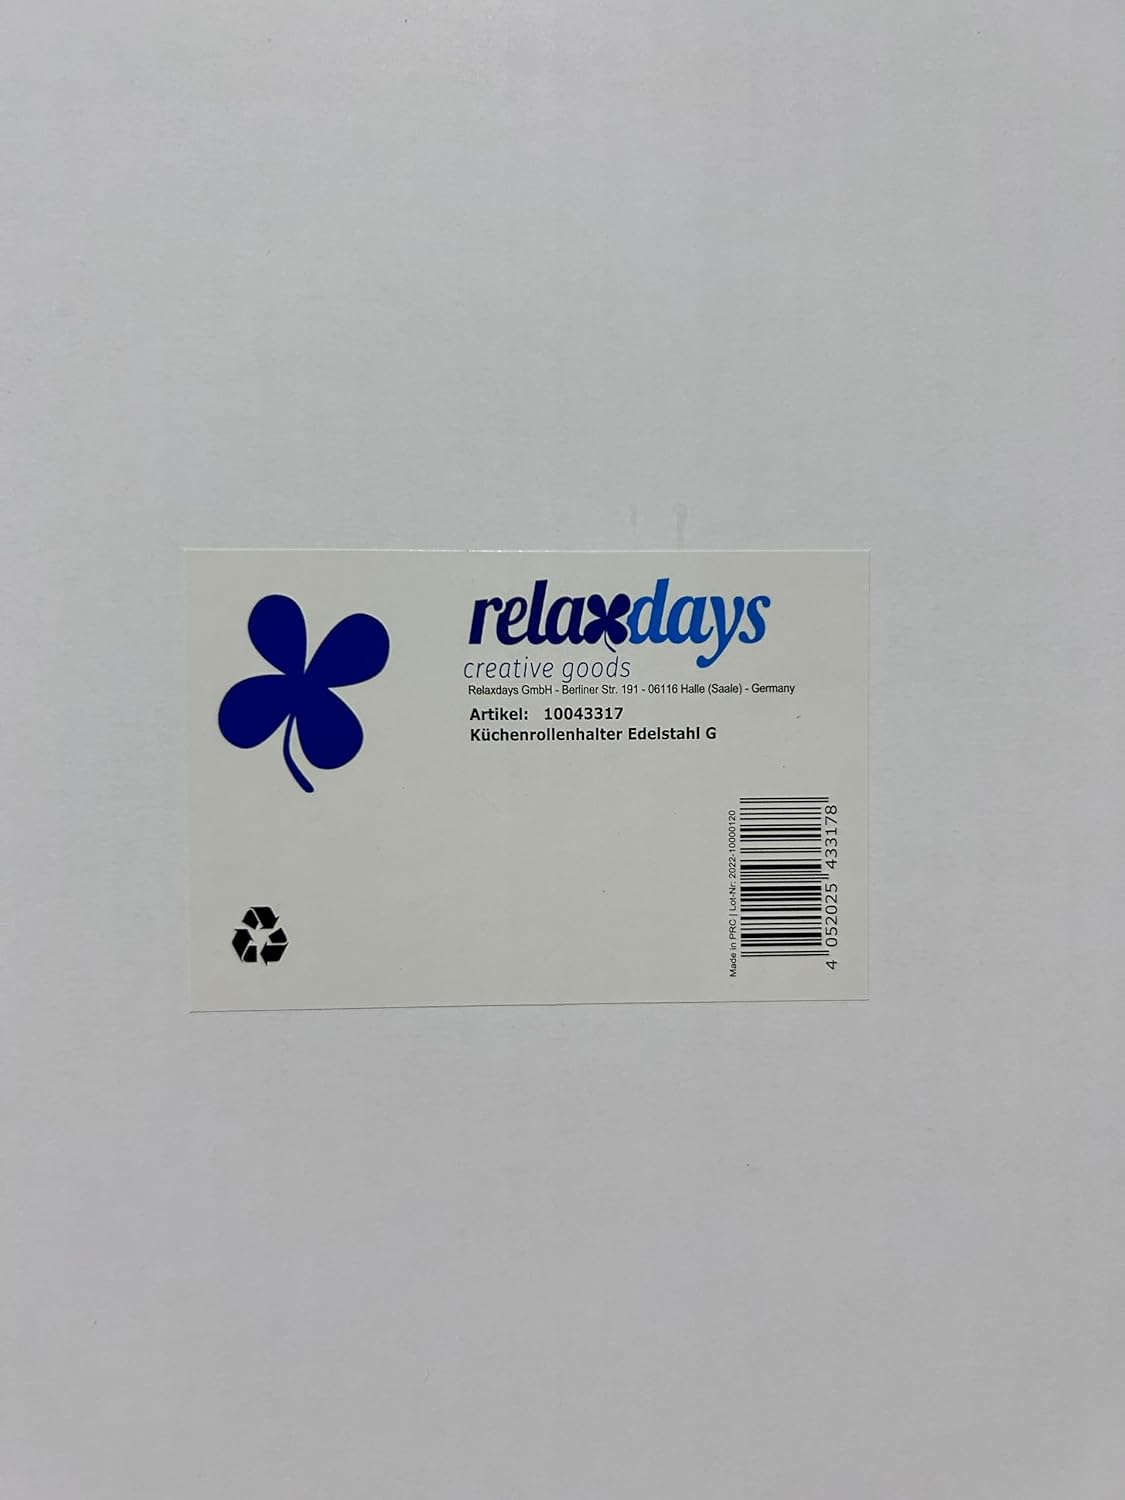 relaxdays
creative goods
Relaxdays GmbH - Berliner Str. 191 - 06116 Halle (Saale) - Germany
Artikel: 10043317
Küchenrollenhalter Edelstahl G
Made in PRC | Lot-Nr: 2022-10000120
4 052025 433178